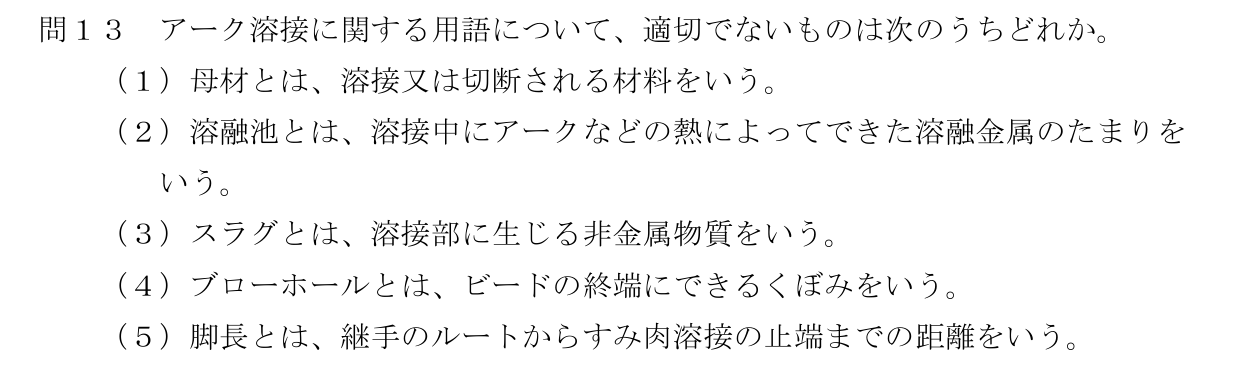 問１３　アーク溶接に関する用語について、適切でないものは次のうちどれか。
（１）母材とは、溶接又は切断される材料をいう。
（２）溶融池とは、溶接中にアークなどの熱によってできた溶融金属のたまりを
いう。
（３）スラグとは、溶接部に生じる非金属物質をいう。
（４）ブローホールとは、ビードの終端にできるくぼみをいう。
（５）脚長とは、継手のルートからすみ肉溶接の止端までの距離をいう。